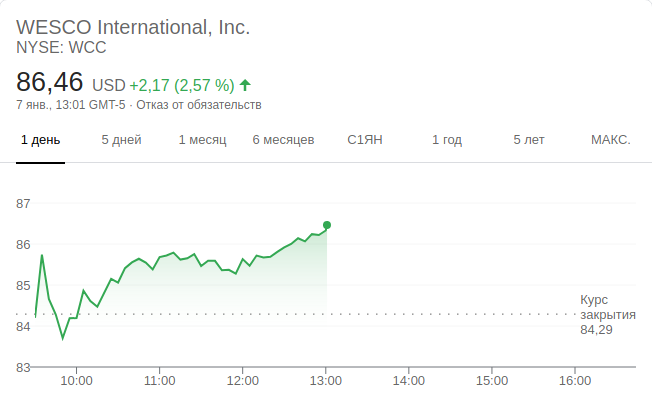 WESCO International, Inc.
NYSE: WCC
86,46 USD +2,17 (2,57 %)
7 янв., 13:01 GMT-5 · Отказ от обязательств
1 день 5 дней 1 месяц 6 месяцев С1ЯН 1 год 5 лет МАКС.
87
86
85
Курс
закрытия
84,29
84
83
10:00 11:00 12:00 13:00 14:00 15:00 16:00